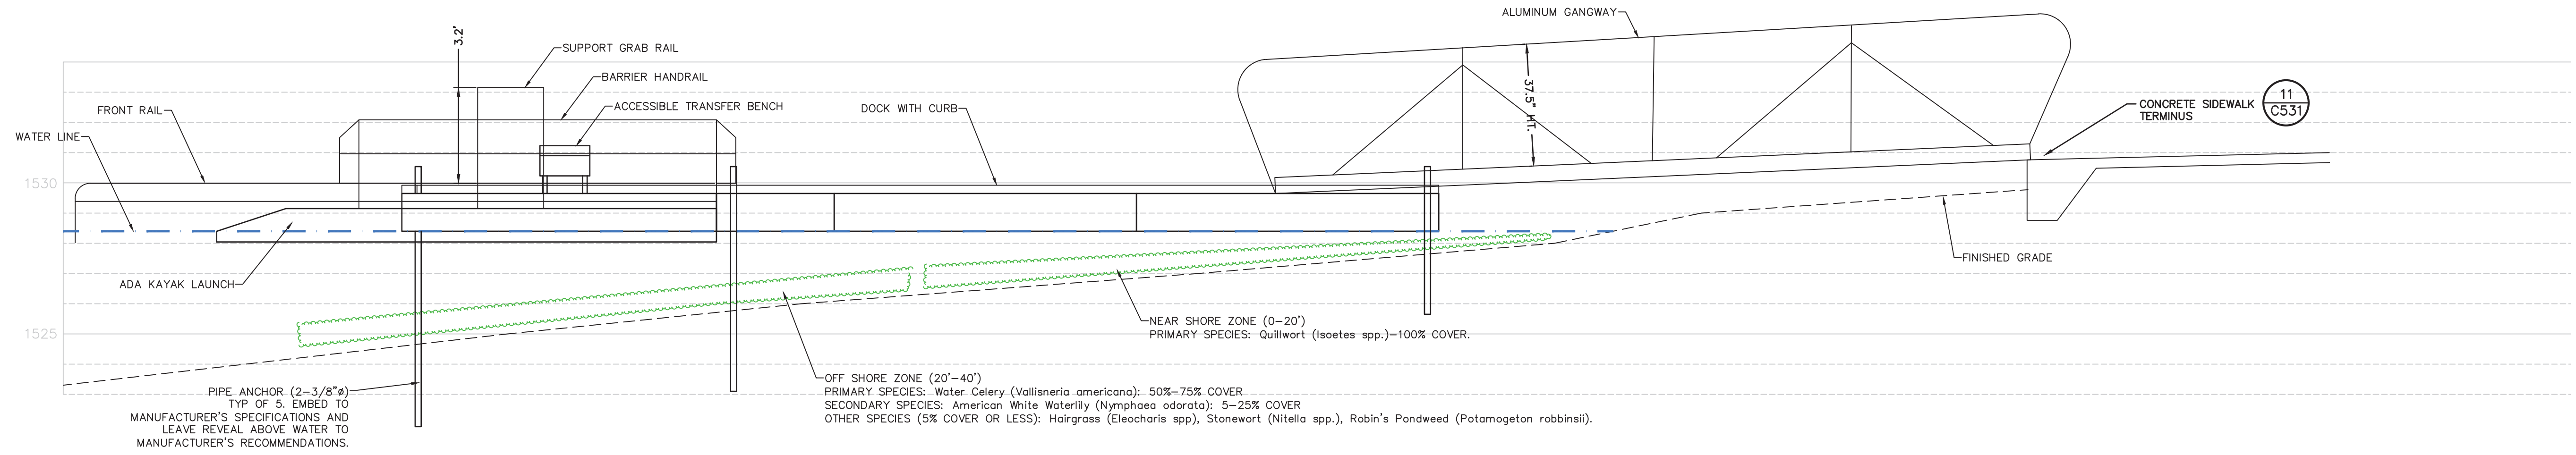 ALUMINUM GANGWAY
3.2'
SUPPORT GRAB RAIL
BARRIER HANDRAIL
ACCESSIBLE TRANSFER BENCH
FRONT RAIL
DOCK WITH CURB
WATER LINE
37.5" HT.
CONCRETE SIDEWALK
TERMINUS
11
C531
1530
ADA KAYAK LAUNCH
FINISHED GRADE
1525
NEAR SHORE ZONE (0-20')
PRIMARY SPECIES: Quillwort (Isoetes spp.)-100% COVER.
OFF SHORE ZONE (20'-40')
PRIMARY SPECIES: Water Celery (Vallisneria americana): 50%-75% COVER
SECONDARY SPECIES: American White Waterlily (Nymphaea odorata): 5-25% COVER
OTHER SPECIES (5% COVER OR LESS): Hairgrass (Eleocharis spp), Stonewort (Nitella spp.), Robin's Pondweed (Potamogeton robbinsii).
PIPE ANCHOR (2-3/8"ø)
TYP OF 5. EMBED TO
MANUFACTURER'S SPECIFICATIONS AND
LEAVE REVEAL ABOVE WATER TO
MANUFACTURER'S RECOMMENDATIONS.